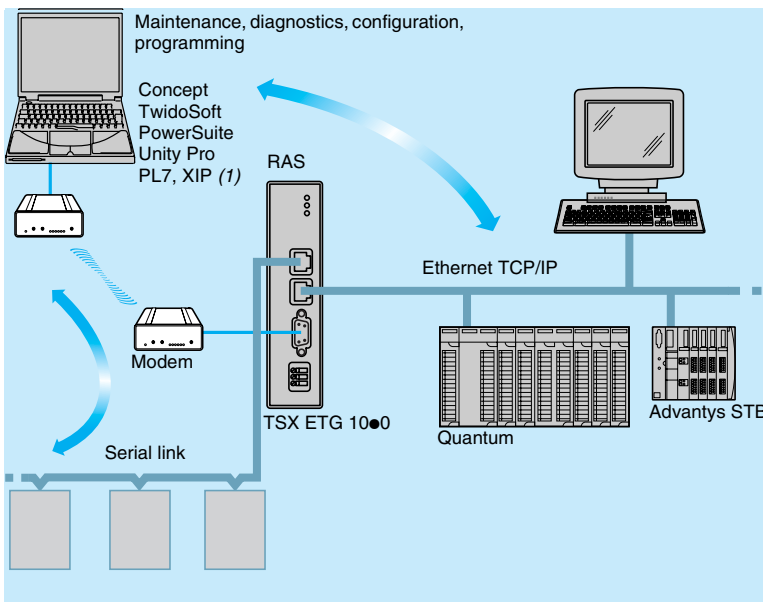 Maintenance, diagnostics, configuration,
programming
Concept
TwidoSoft
PowerSuite
Unity Pro
PL7, XIP (1)
RAS
Ethernet TCP/IP
Modem
TSX ETG 10●0
Quantum
Advantys STB
Serial link